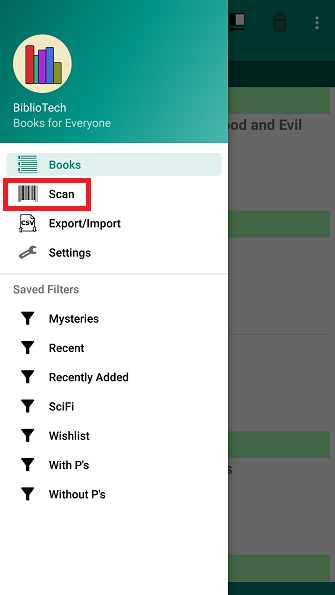 BiblioTech
Books for Everyone
ood and Evil
Books
Scan
CSV
Export/Import
Settings
s
Saved Filters
Mysteries
Recent
Recently Added
SciFi
Wishlist
With P's
Without P's